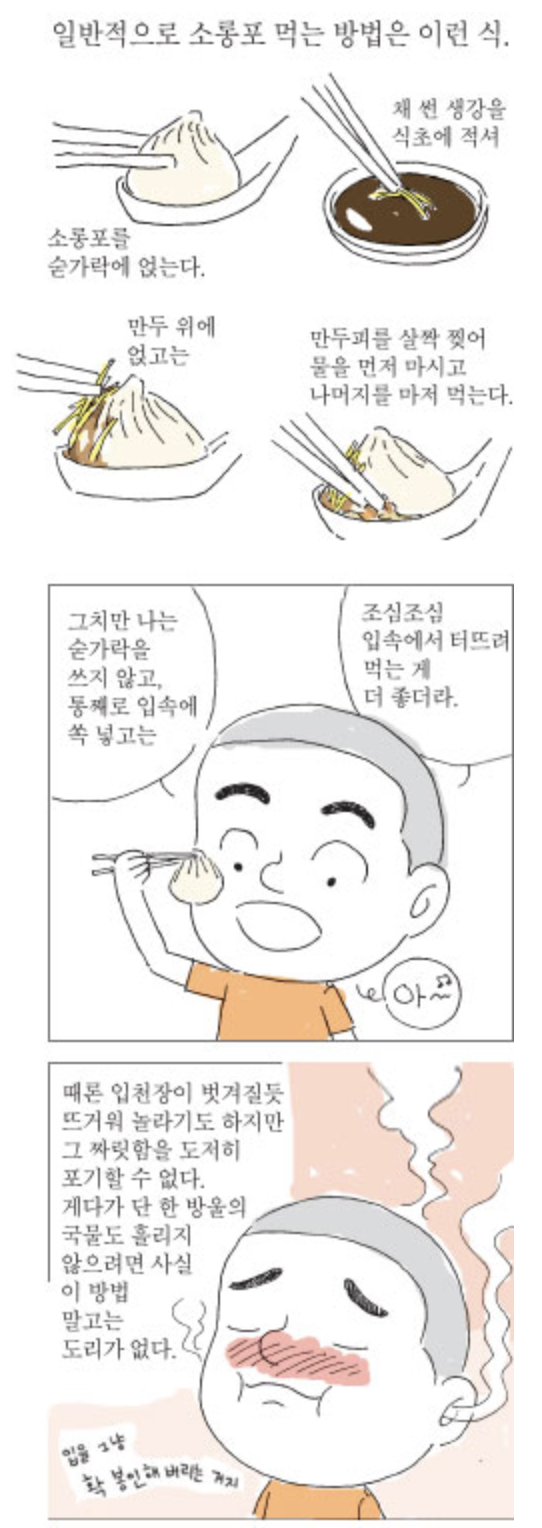 일반적으로 소롱포 먹는 방법은 이런 식.
소롱포를
숟가락에 얹는다.
채 썬 생강을
식초에 적셔
만두 위에
얹고는
만두피를 살짝 찢어
물을 먼저 마시고
나머지를 마저 먹는다.
그치만 나는
숟가락을
쓰지 않고,
통째로 입속에
쏙 넣고는
조심조심
입속에서 터뜨려
먹는 게
더 좋더라.
아~♫
때론 입천장이 벗겨질듯
뜨거워 놀라기도 하지만
그 짜릿함을 도저히
포기할 수 없다.
게다가 단 한 방울의
국물도 흘리지
않으려면 사실
이 방법
말고는
도리가 없다.
입을 그냥
확 봉인해 버리는 거지